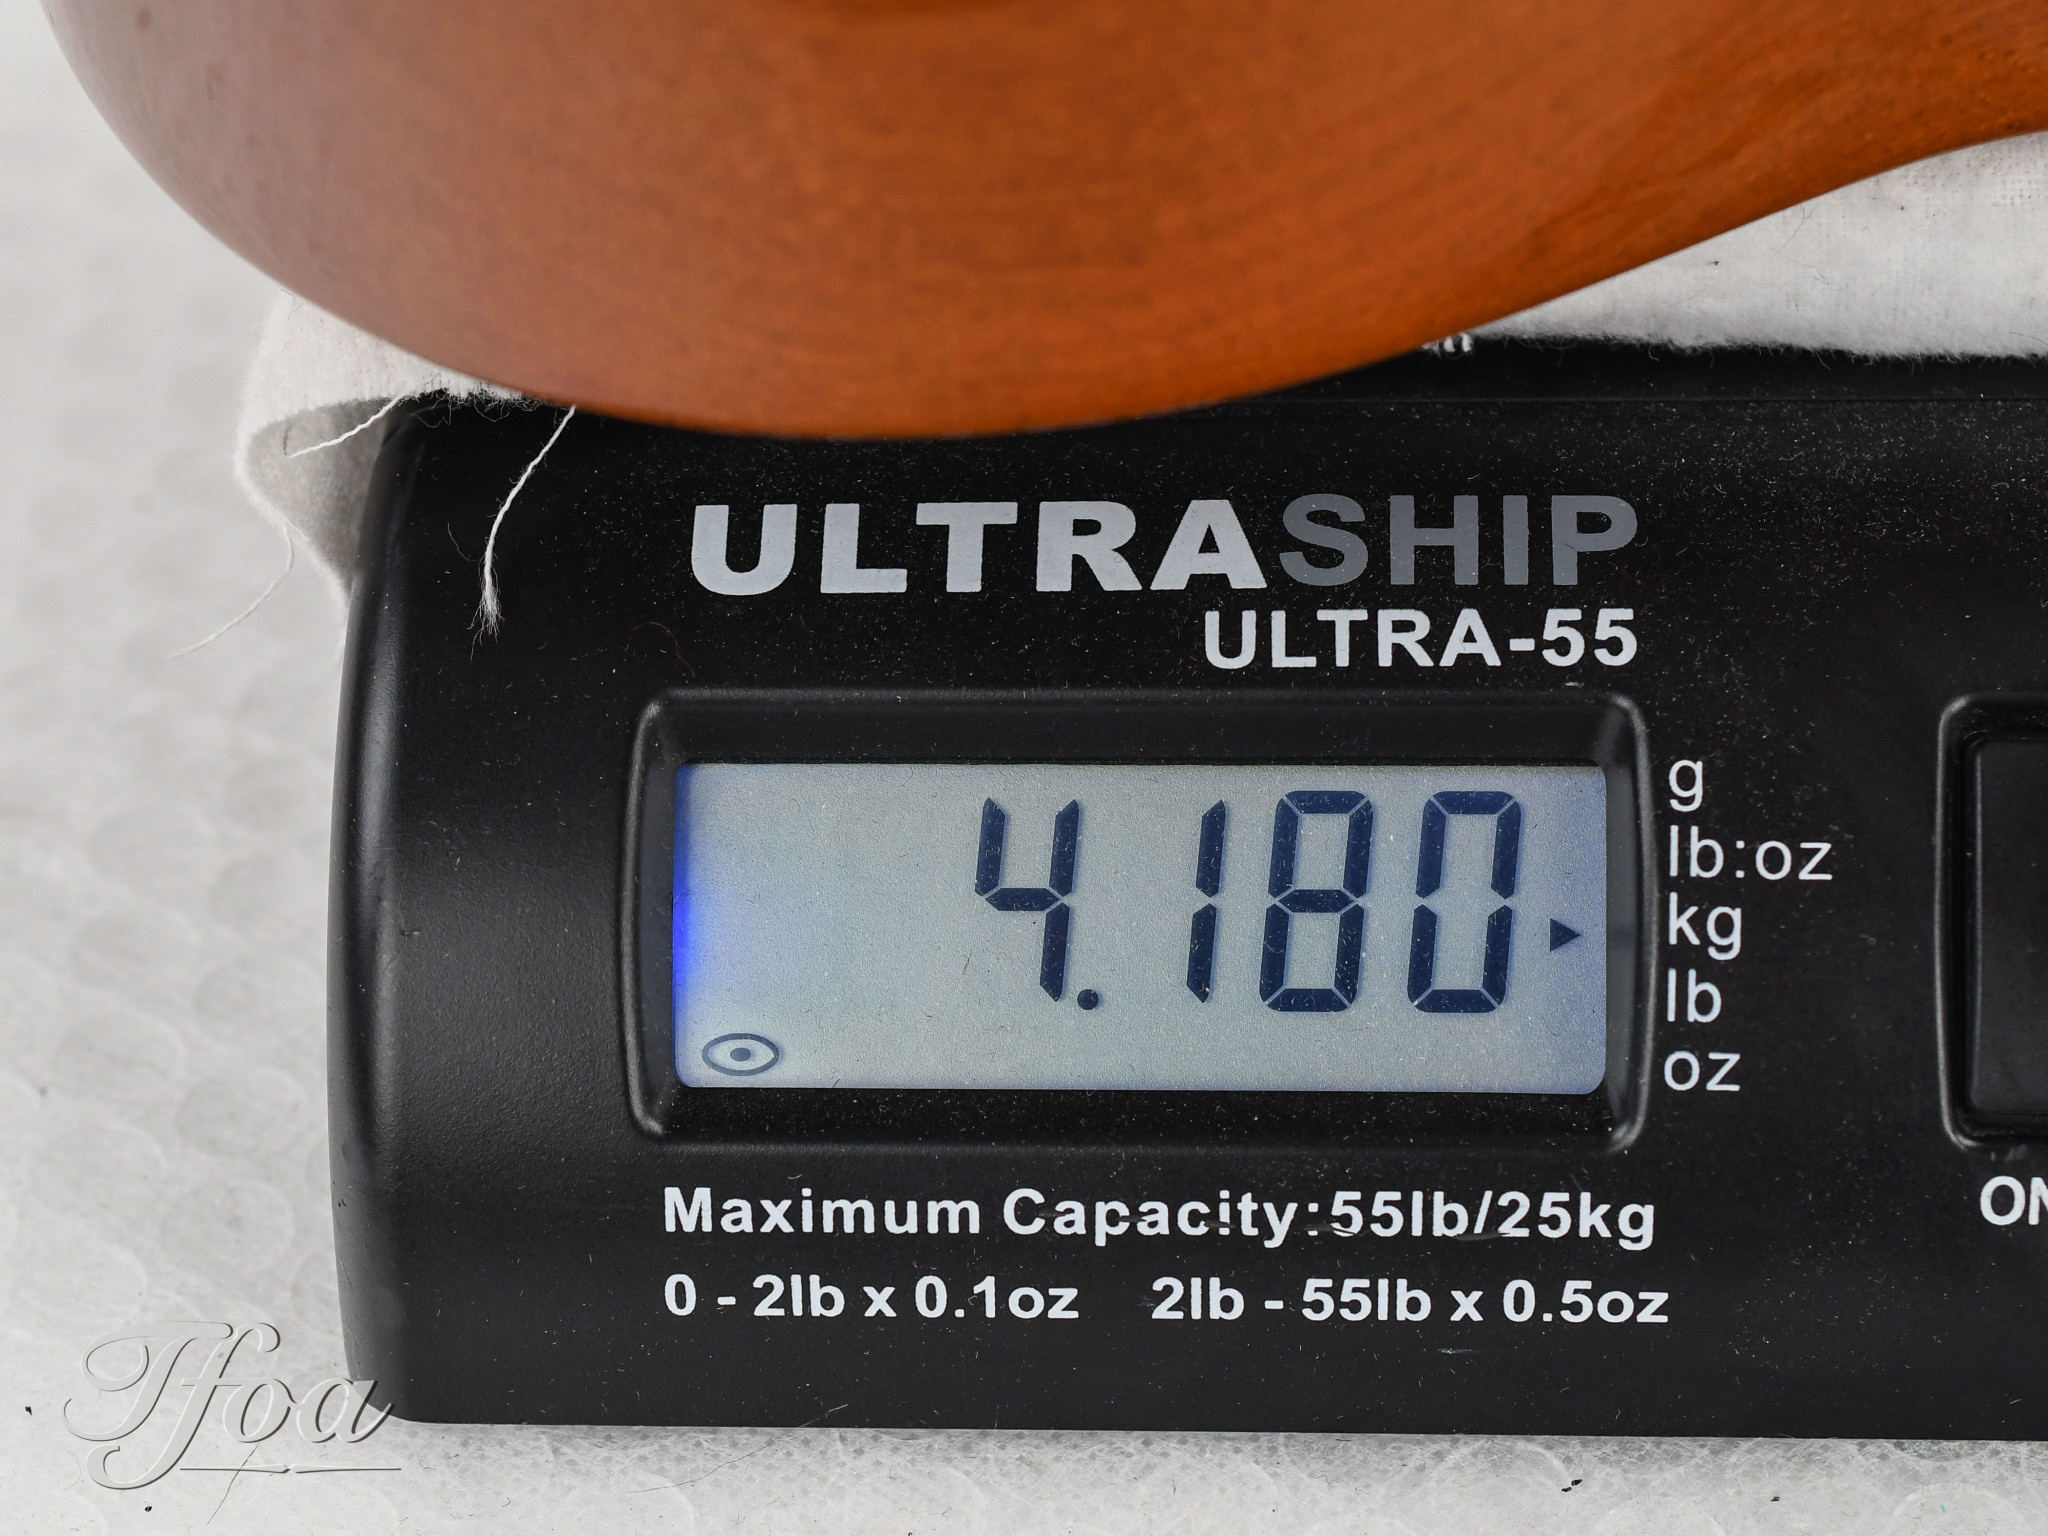 ULTRASHIP
ULTRA-55
4.180
g
lb:oz
kg
lb
oz
Maximum Capacity:55lb/25kg
0 - 2lb x 0.1oz 2lb - 55lb x 0.5oz
Tfoa